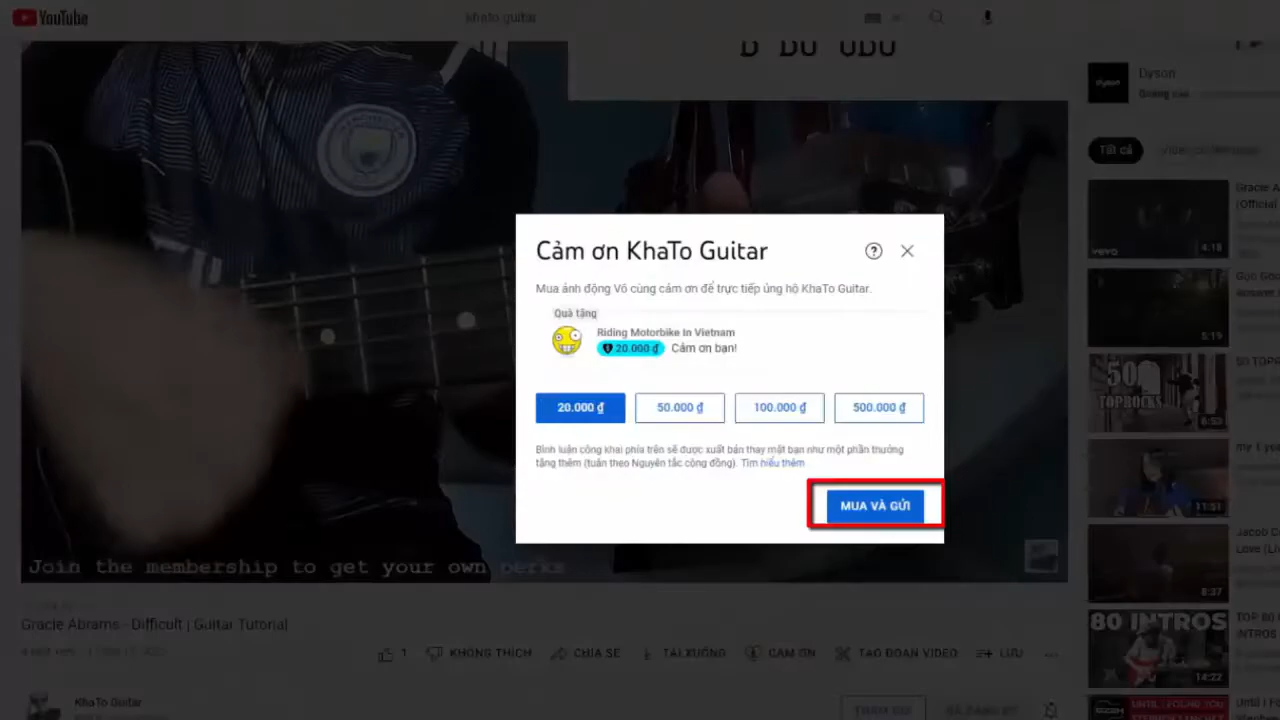 YouTube
khato guitar
Dyson
Tất cả
Cảm ơn KhaTo Guitar
Mua ảnh động Vô cùng cảm ơn để trực tiếp ủng hộ KhaTo Guitar.
Quà tặng
Riding Motorbike In Vietnam
20.000 ₫ Cảm ơn bạn!
20.000 ₫ 50.000 ₫ 100.000 ₫ 500.000 ₫
Bình luận công khai phía trên sẽ được xuất bản thay mặt bạn như một phần thưởng
tặng thêm (tuân theo Nguyên tắc cộng đồng). Tìm hiểu thêm
MUA VÀ GỬI
Join the membership to get your own perks
Gracie Abrams - Difficult | Guitar Tutorial
1 KHÔNG THÍCH CHIA SẺ TẢI XUỐNG CẢM ƠN TẠO ĐOẠN VIDEO LƯU
KhaTo Guitar
vevo
4:18
5:19
500
TOPROCKS
6:53
11:51
8:37
80 INTROS
14:22
UNTIL I FOUND YOU